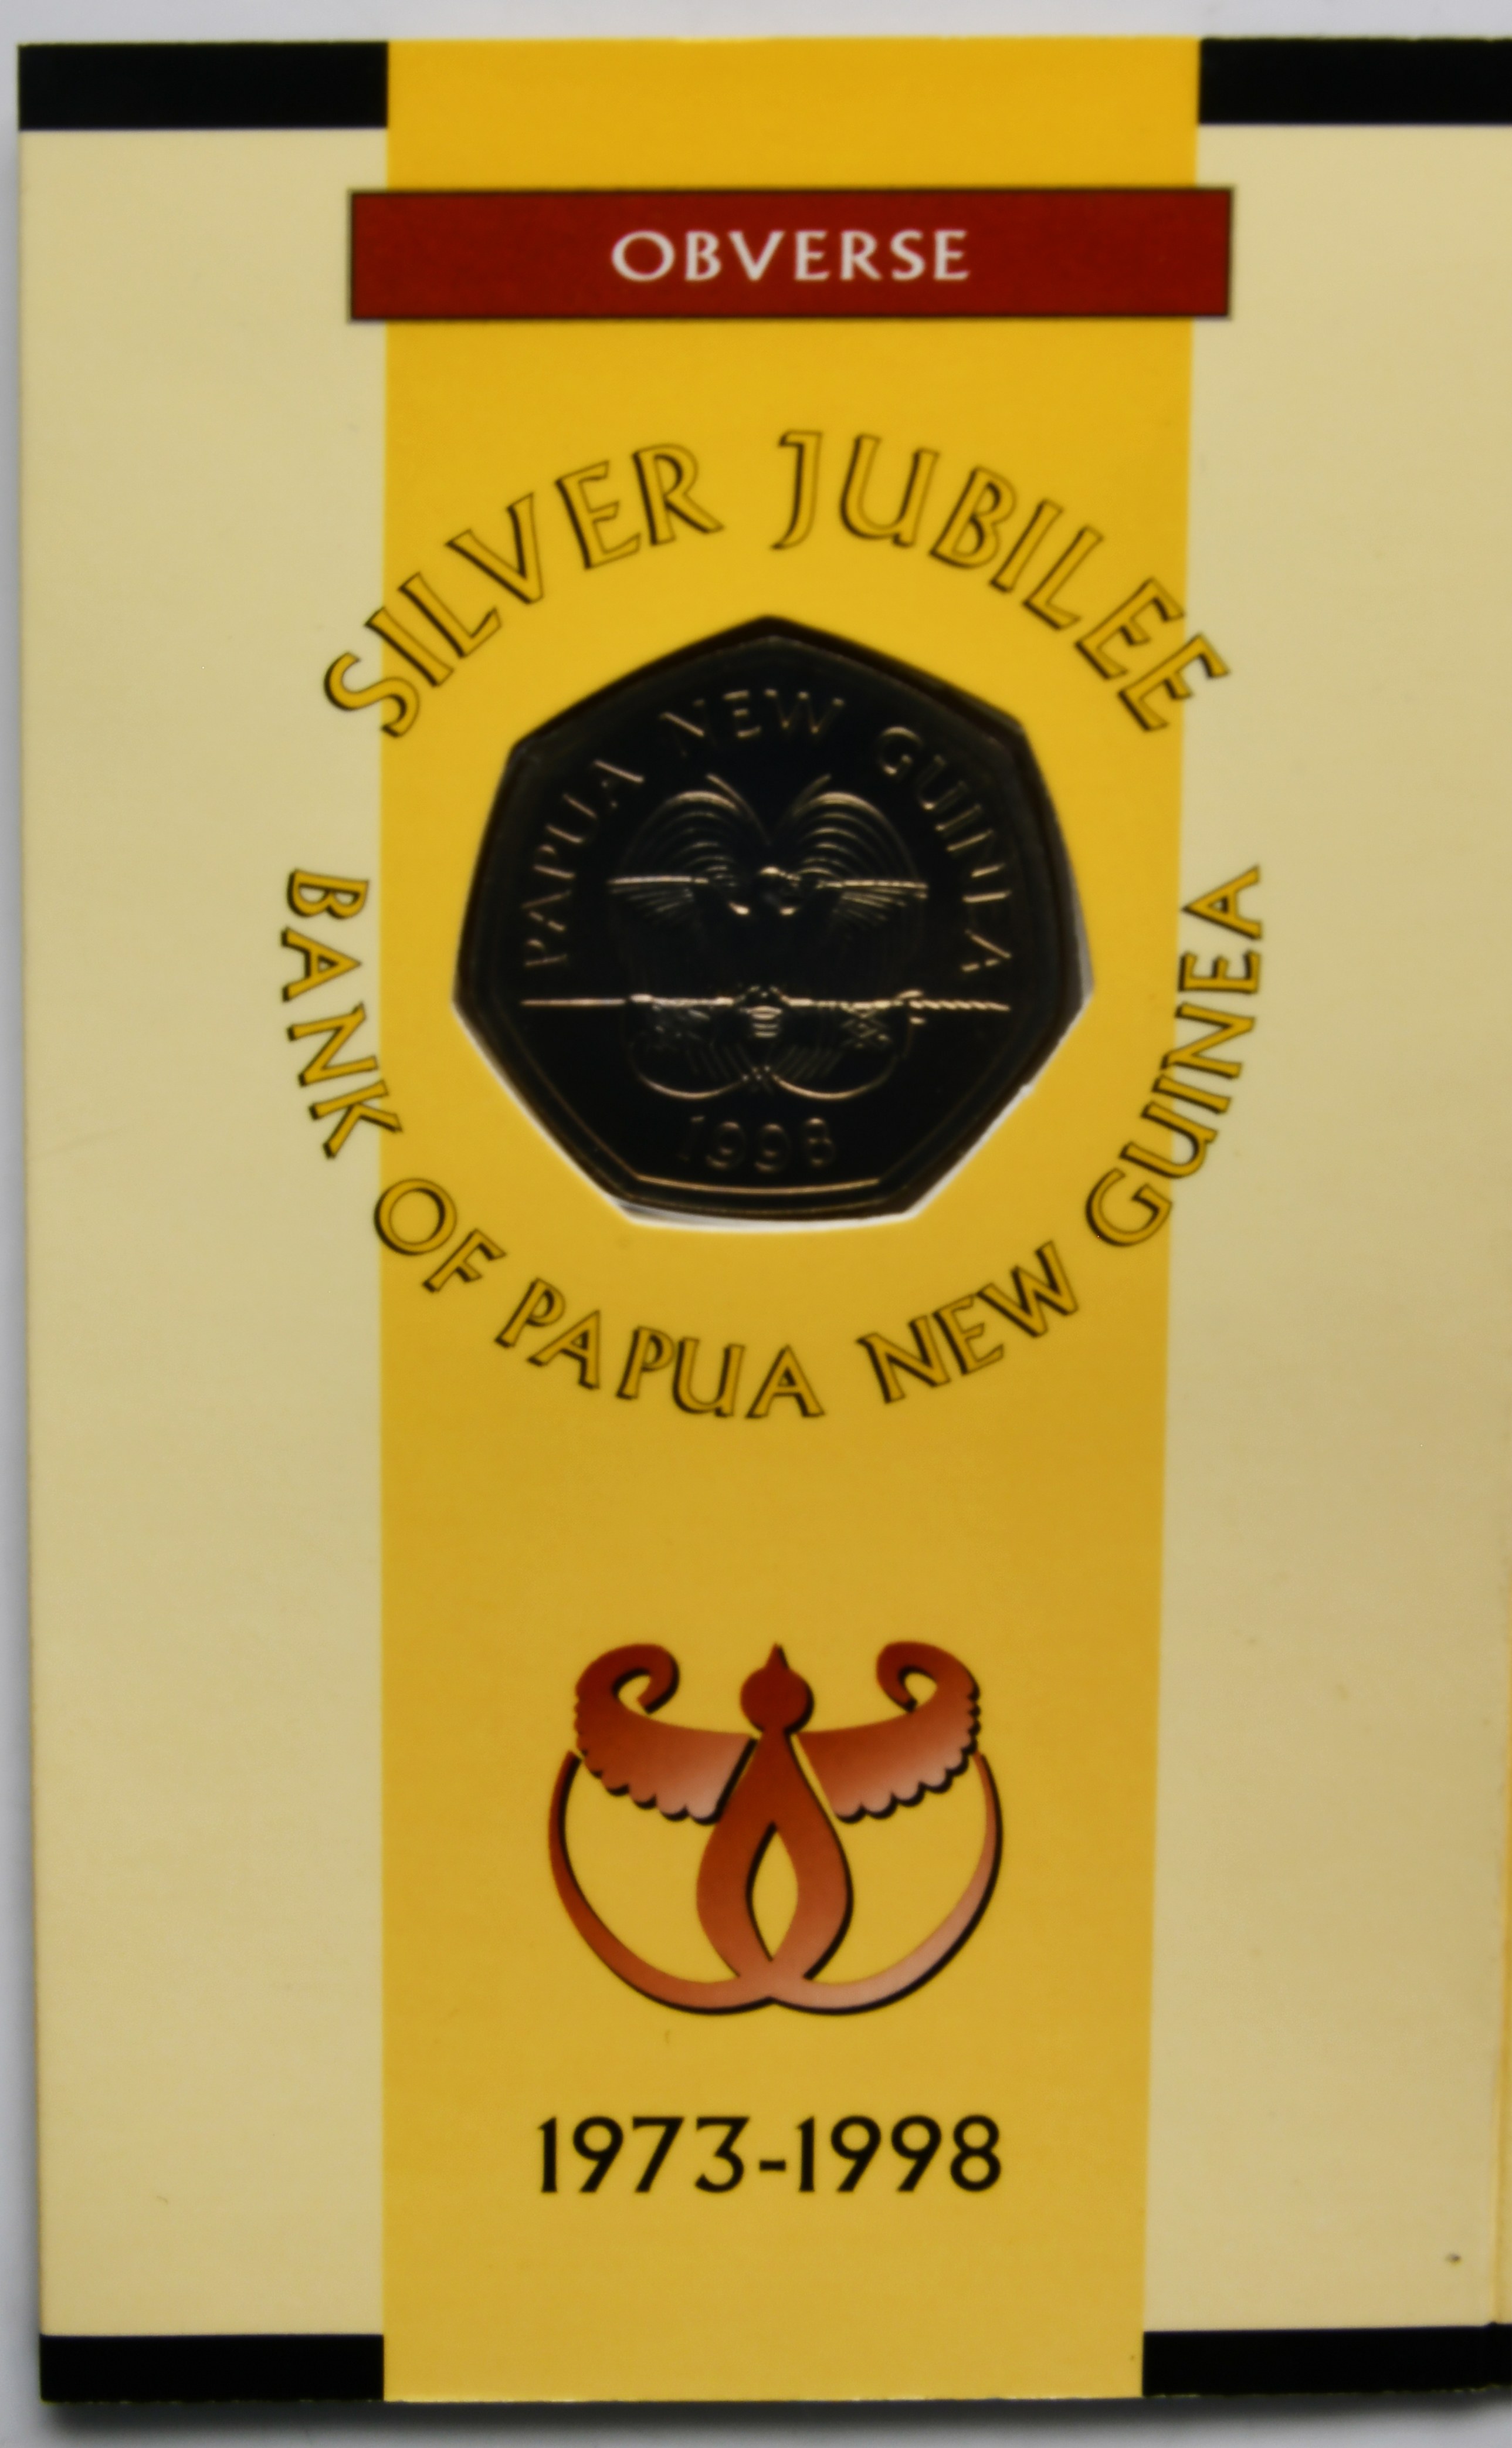 OBVERSE
SILVER JUBILEE
PAPUA NEW GUINEA
1998
BANK OF PAPUA NEW GUINEA
1973-1998